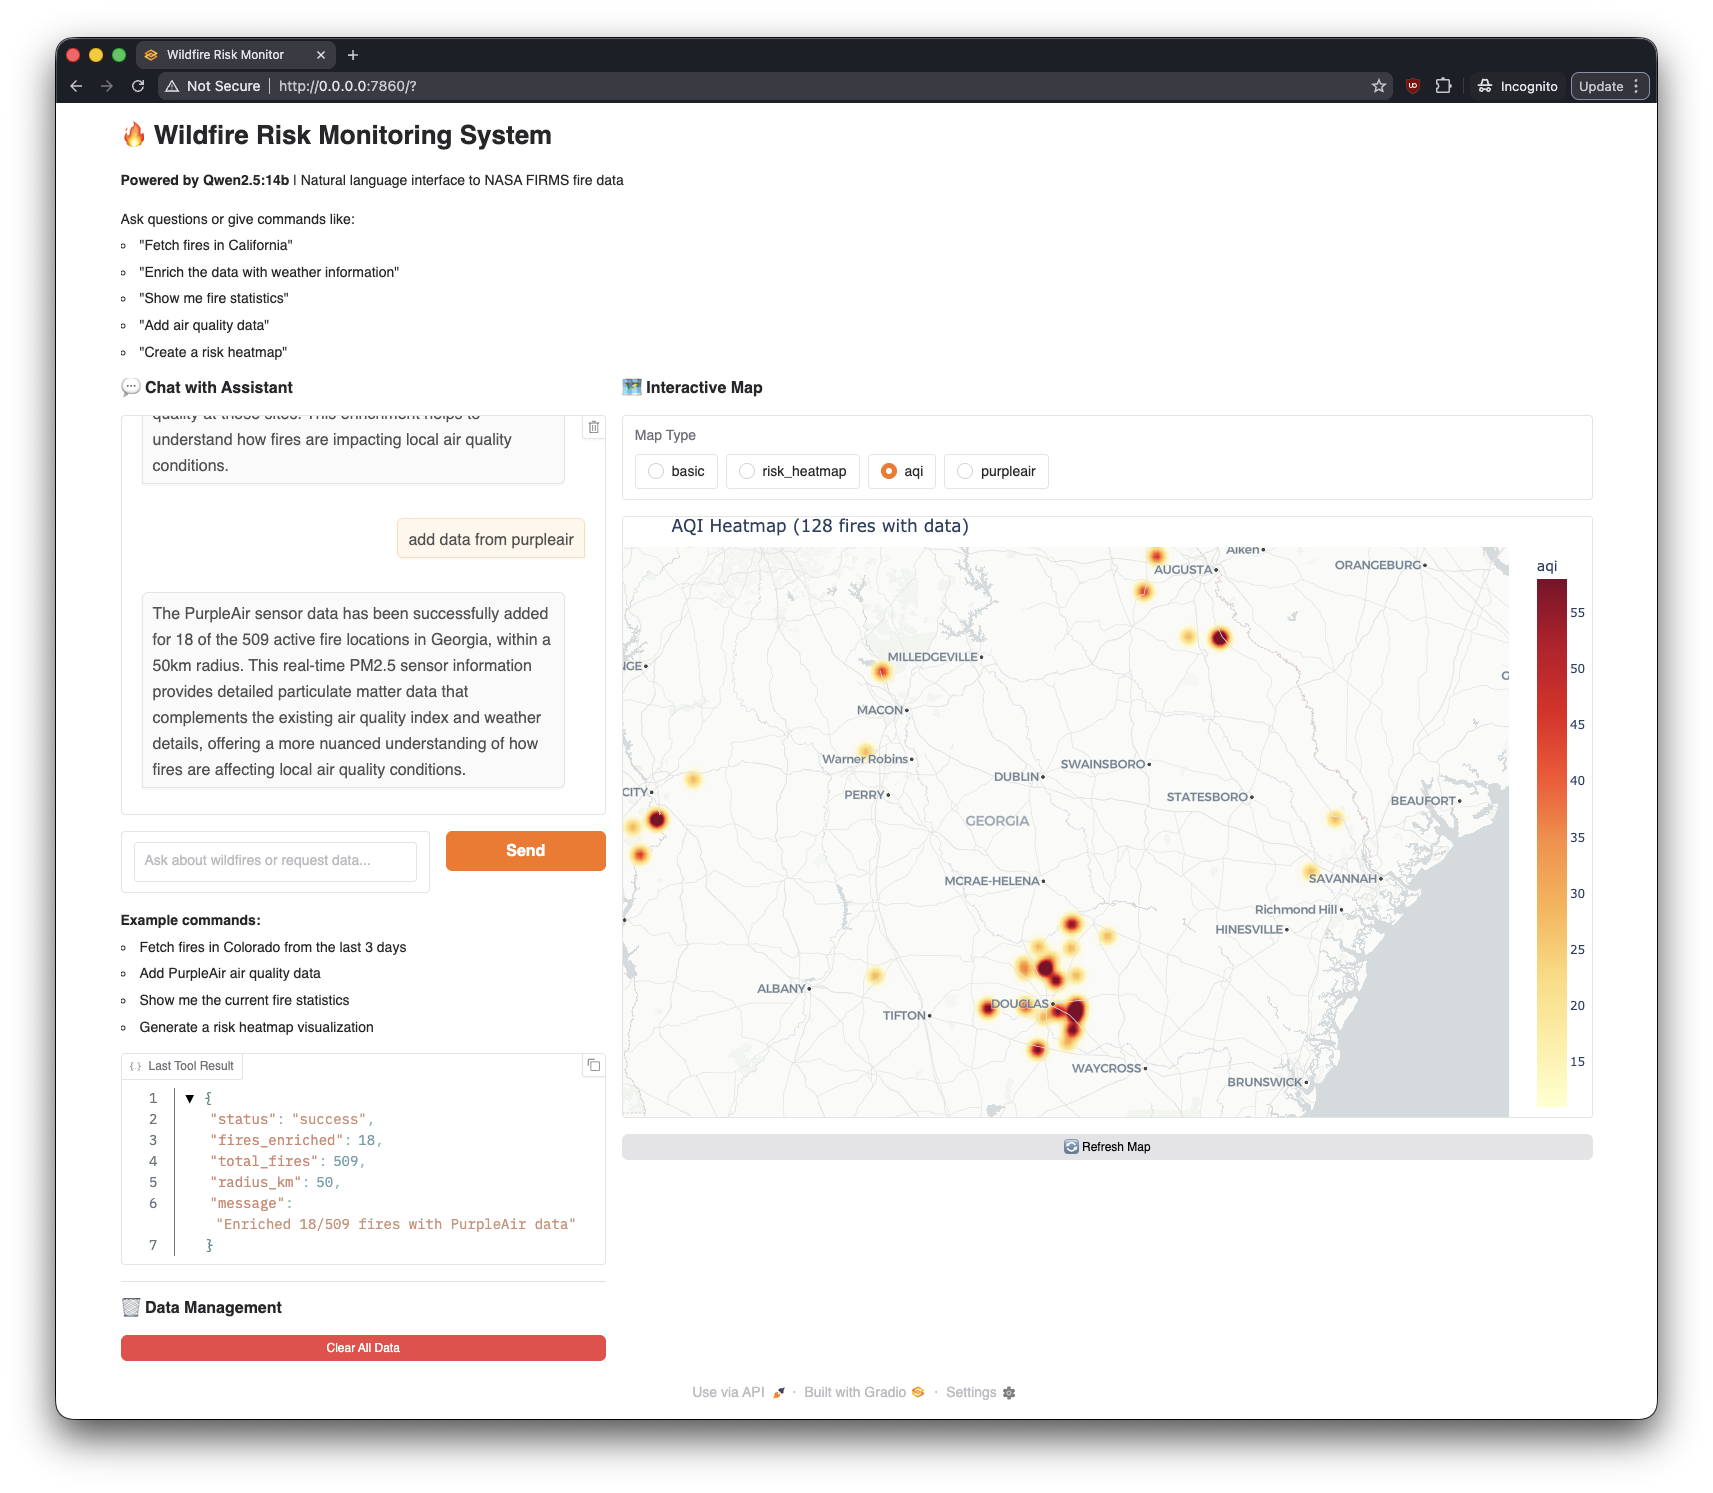 Wildfire Risk Monitor
Not Secure
http://0.0.0.0:7860/?
Incognito
Update
Wildfire Risk Monitoring System
Powered by Qwen2.5:14b | Natural language interface to NASA FIRMS fire data
Ask questions or give commands like:
"Fetch fires in California"
"Enrich the data with weather information"
"Show me fire statistics"
"Add air quality data"
"Create a risk heatmap"
Chat with Assistant
understand how fires are impacting local air quality
conditions.
add data from purpleair
The PurpleAir sensor data has been successfully added
for 18 of the 509 active fire locations in Georgia, within a
50km radius. This real-time PM2.5 sensor information
provides detailed particulate matter data that
complements the existing air quality index and weather
details, offering a more nuanced understanding of how
fires are affecting local air quality conditions.
Ask about wildfires or request data...
Send
Example commands:
Fetch fires in Colorado from the last 3 days
Add PurpleAir air quality data
Show me the current fire statistics
Generate a risk heatmap visualization
Last Tool Result
1 {
2 "status": "success",
3 "fires_enriched": 18,
4 "total_fires": 509,
5 "radius_km": 50,
6 "message":
"Enriched 18/509 fires with PurpleAir data"
7 }
Data Management
Clear All Data
Interactive Map
Map Type
basic
risk_heatmap
aqi
purpleair
AQI Heatmap (128 fires with data)
Aiken
AUGUSTA
ORANGEBURG
MILLEDGEVILLE
MACON
Warner Robins
SWAINSBORO
DUBLIN
CITY
PERRY
STATESBORO
BEAUFORT
GEORGIA
MCRAE-HELENA
SAVANNAH
Richmond Hill
HINESVILLE
ALBANY
DOUGLAS
TIFTON
WAYCROSS
BRUNSWICK
aqi
55
50
45
40
35
30
25
20
15
Refresh Map
Use via API · Built with Gradio · Settings